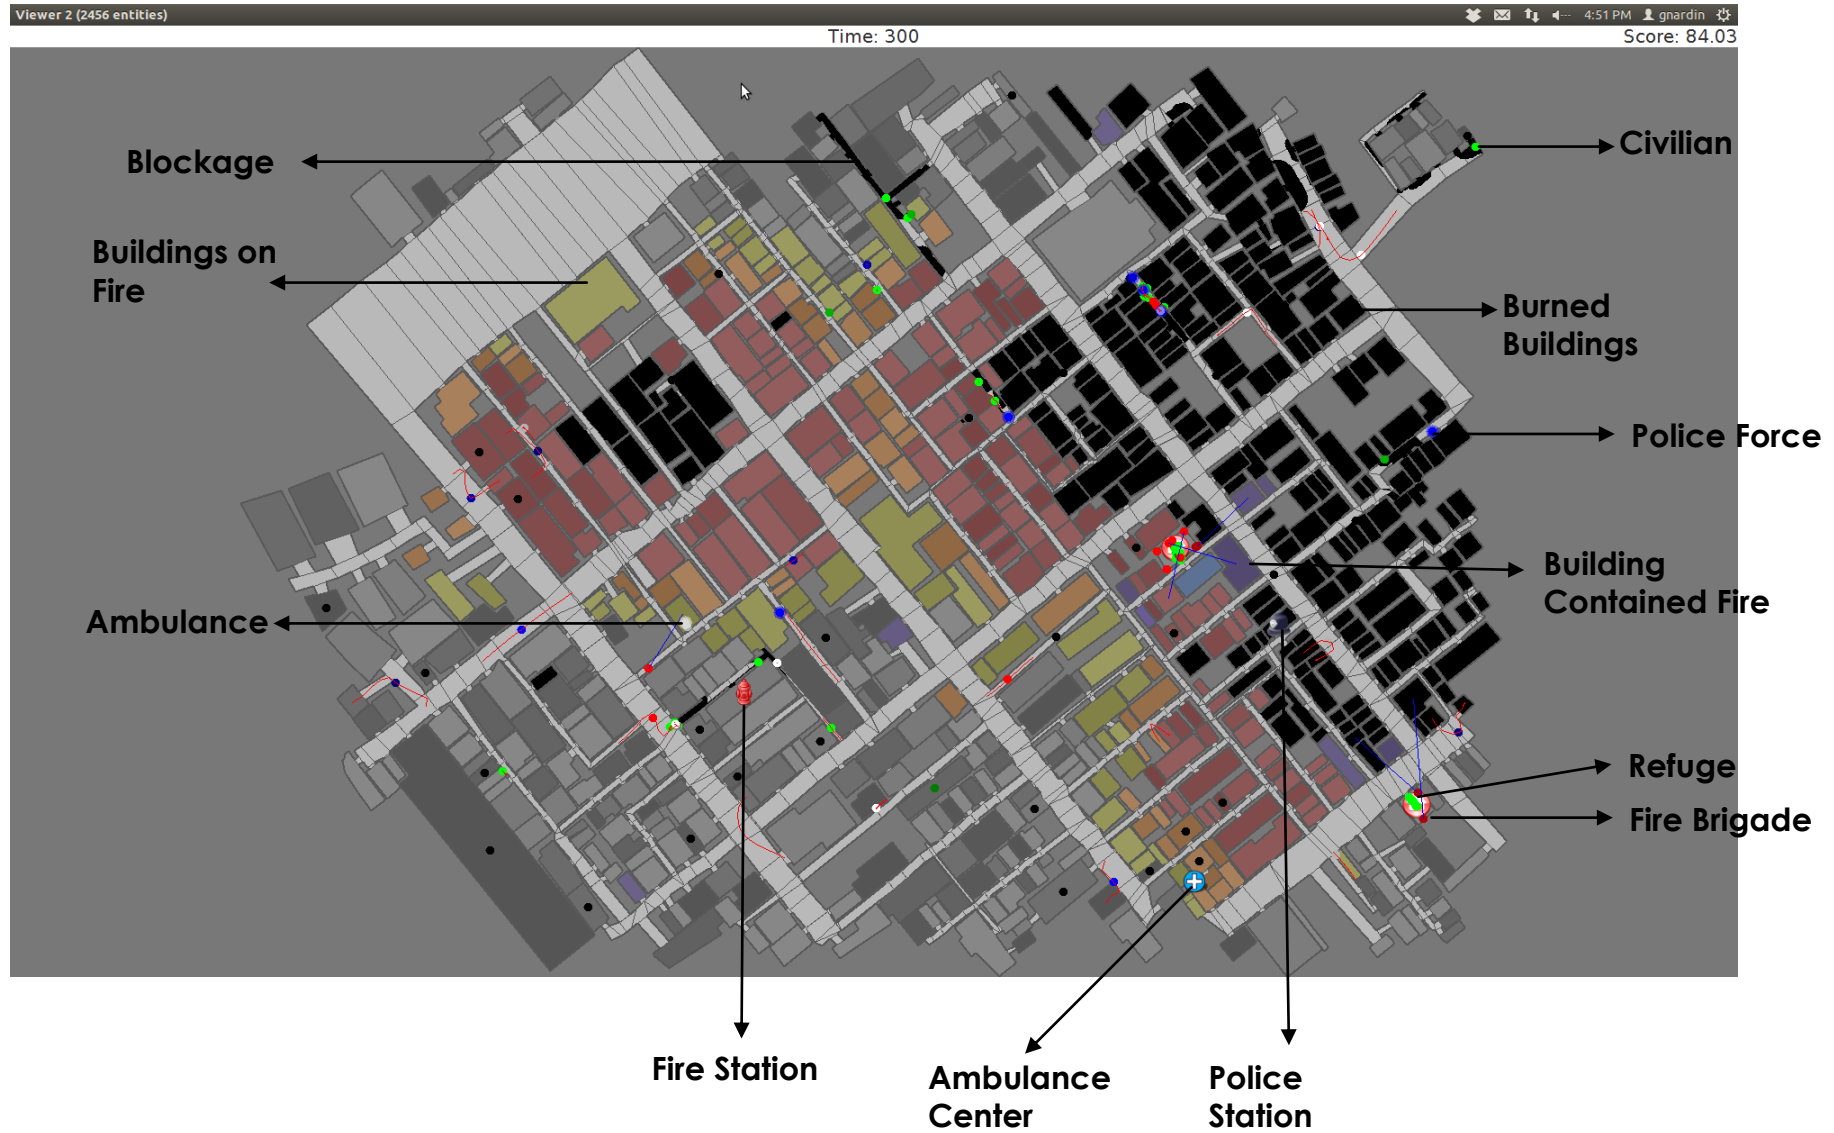 Viewer 2 (2456 entities)
4:51 PM gnardin
Time: 300
Score: 84.03
Civilian
Blockage
Buildings on
Fire
Burned
Buildings
Police Force
Building
Contained Fire
Ambulance
Refuge
Fire Brigade
Fire Station
Ambulance
Center
Police
Station